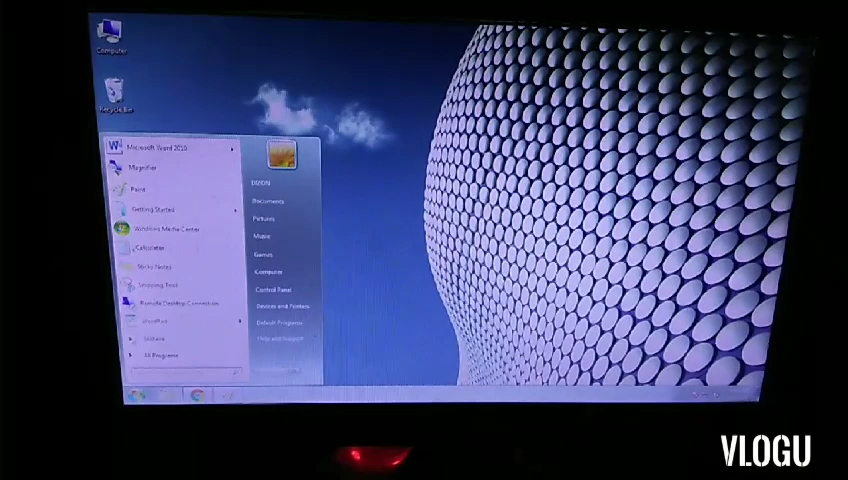 Computer
Recycle Bin
Microsoft Word 2010
Magnifier
Paint
Getting Started
Windows Media Center
Calculator
Sticky Notes
Snipping Tool
Remote Desktop Connection
Solitaire
All Programs
Documents
Pictures
Music
Games
Computer
Control Panel
Devices and Printers
Default Programs
Help and Support
VLOGU